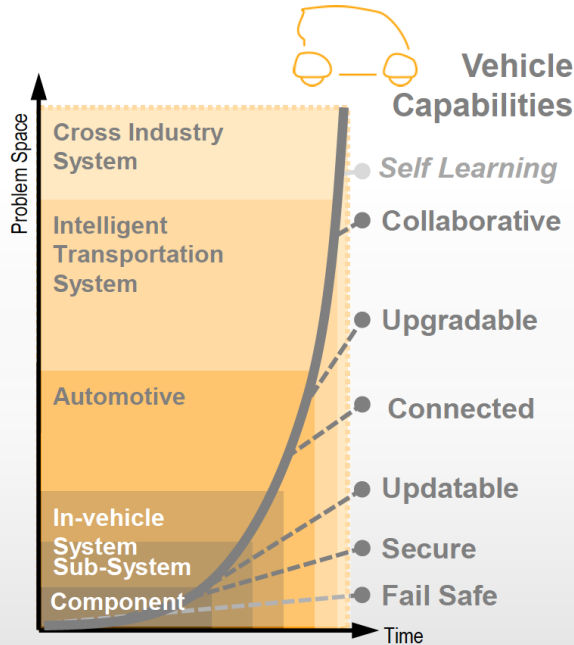 Vehicle
Capabilities
Problem Space
Cross Industry
System
Self Learning
Intelligent
Transportation
System
Collaborative
Upgradable
Automotive
Connected
Updatable
In-vehicle
System
Sub-System
Secure
Component
Fail Safe
Time